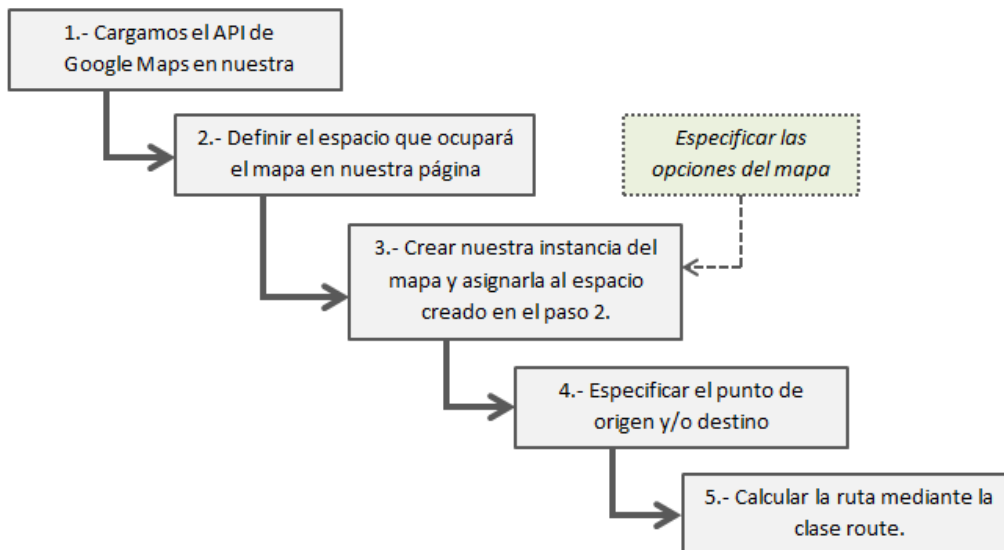 1.- Cargamos el API de
Google Maps en nuestra
2.- Definir el espacio que ocupará
el mapa en nuestra página
Especificar las
opciones del mapa
3.- Crear nuestra instancia del
mapa y asignarla al espacio
creado en el paso 2.
4.- Especificar el punto de
origen y/o destino
5.- Calcular la ruta mediante la
clase route.